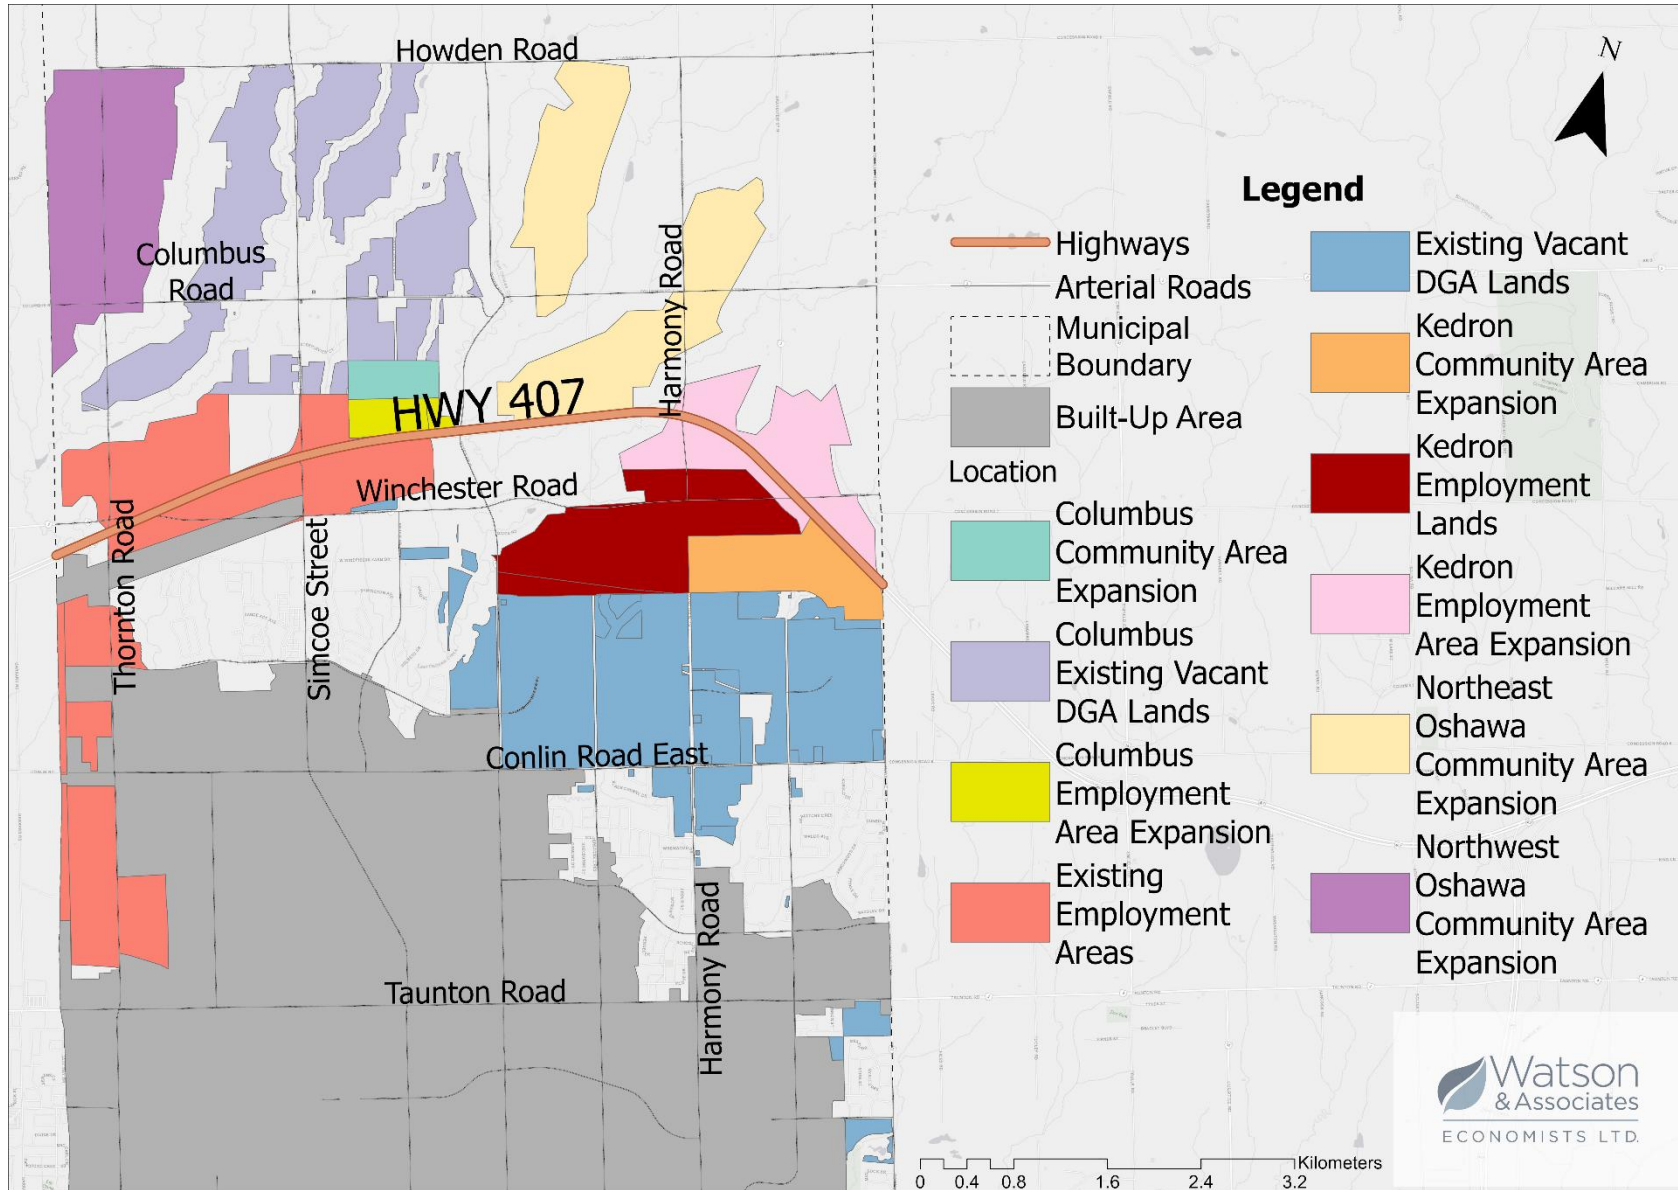 Howden Road
N
Legend
Highways
Arterial Roads
Municipal
Boundary
Built-Up Area
Location
Columbus
Community Area
Expansion
Columbus
Existing Vacant
DGA Lands
Columbus
Employment
Area Expansion
Existing
Employment
Areas
Existing Vacant
DGA Lands
Kedron
Community Area
Expansion
Kedron
Employment
Lands
Kedron
Employment
Area Expansion
Northeast
Oshawa
Community Area
Expansion
Northwest
Oshawa
Community Area
Expansion
Columbus
Road
Harmony Road
HWY 407
Winchester Road
Thornton Road
Simcoe Street
Conlin Road East
Harmony Road
Taunton Road
Watson
& Associates
ECONOMISTS LTD.
Kilometers
0 0.4 0.8 1.6 2.4 3.2